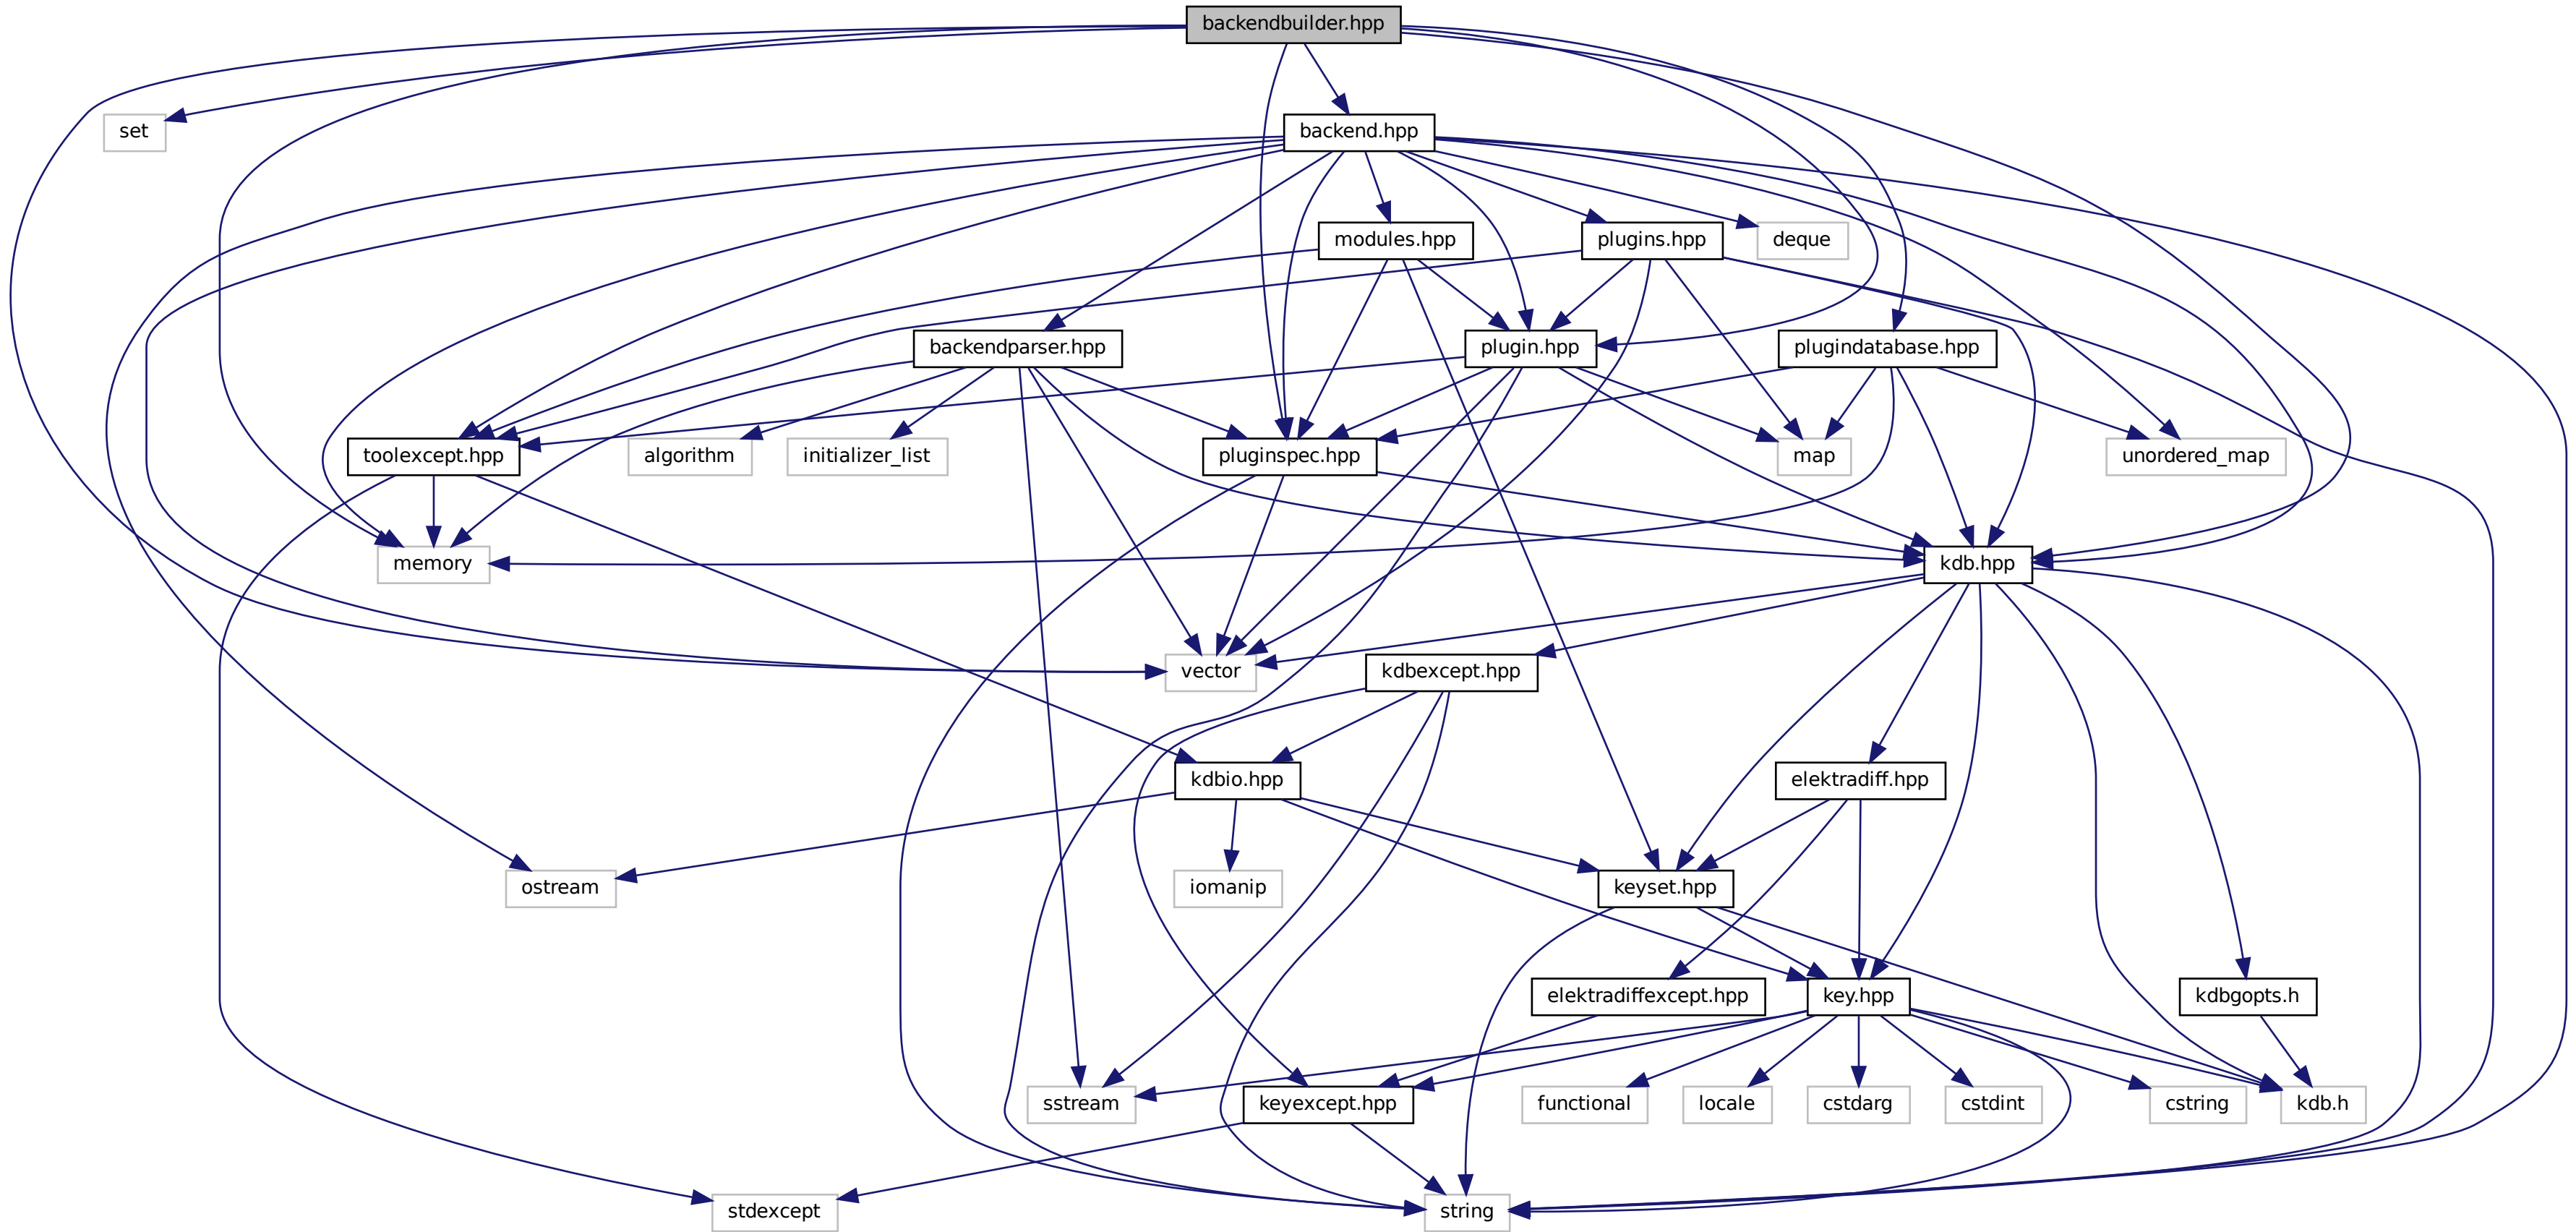 backendbuilder.hpp
set
backend.hpp
modules.hpp
plugins.hpp
deque
backendparser.hpp
plugin.hpp
plugindatabase.hpp
toolexcept.hpp
algorithm
initializer_list
pluginspec.hpp
map
unordered_map
memory
kdb.hpp
vector
kdbexcept.hpp
kdbio.hpp
elektradiff.hpp
ostream
iomanip
keyset.hpp
elektradiffexcept.hpp
key.hpp
kdbgopts.h
sstream
keyexcept.hpp
functional
locale
cstdarg
cstdint
cstring
kdb.h
stdexcept
string